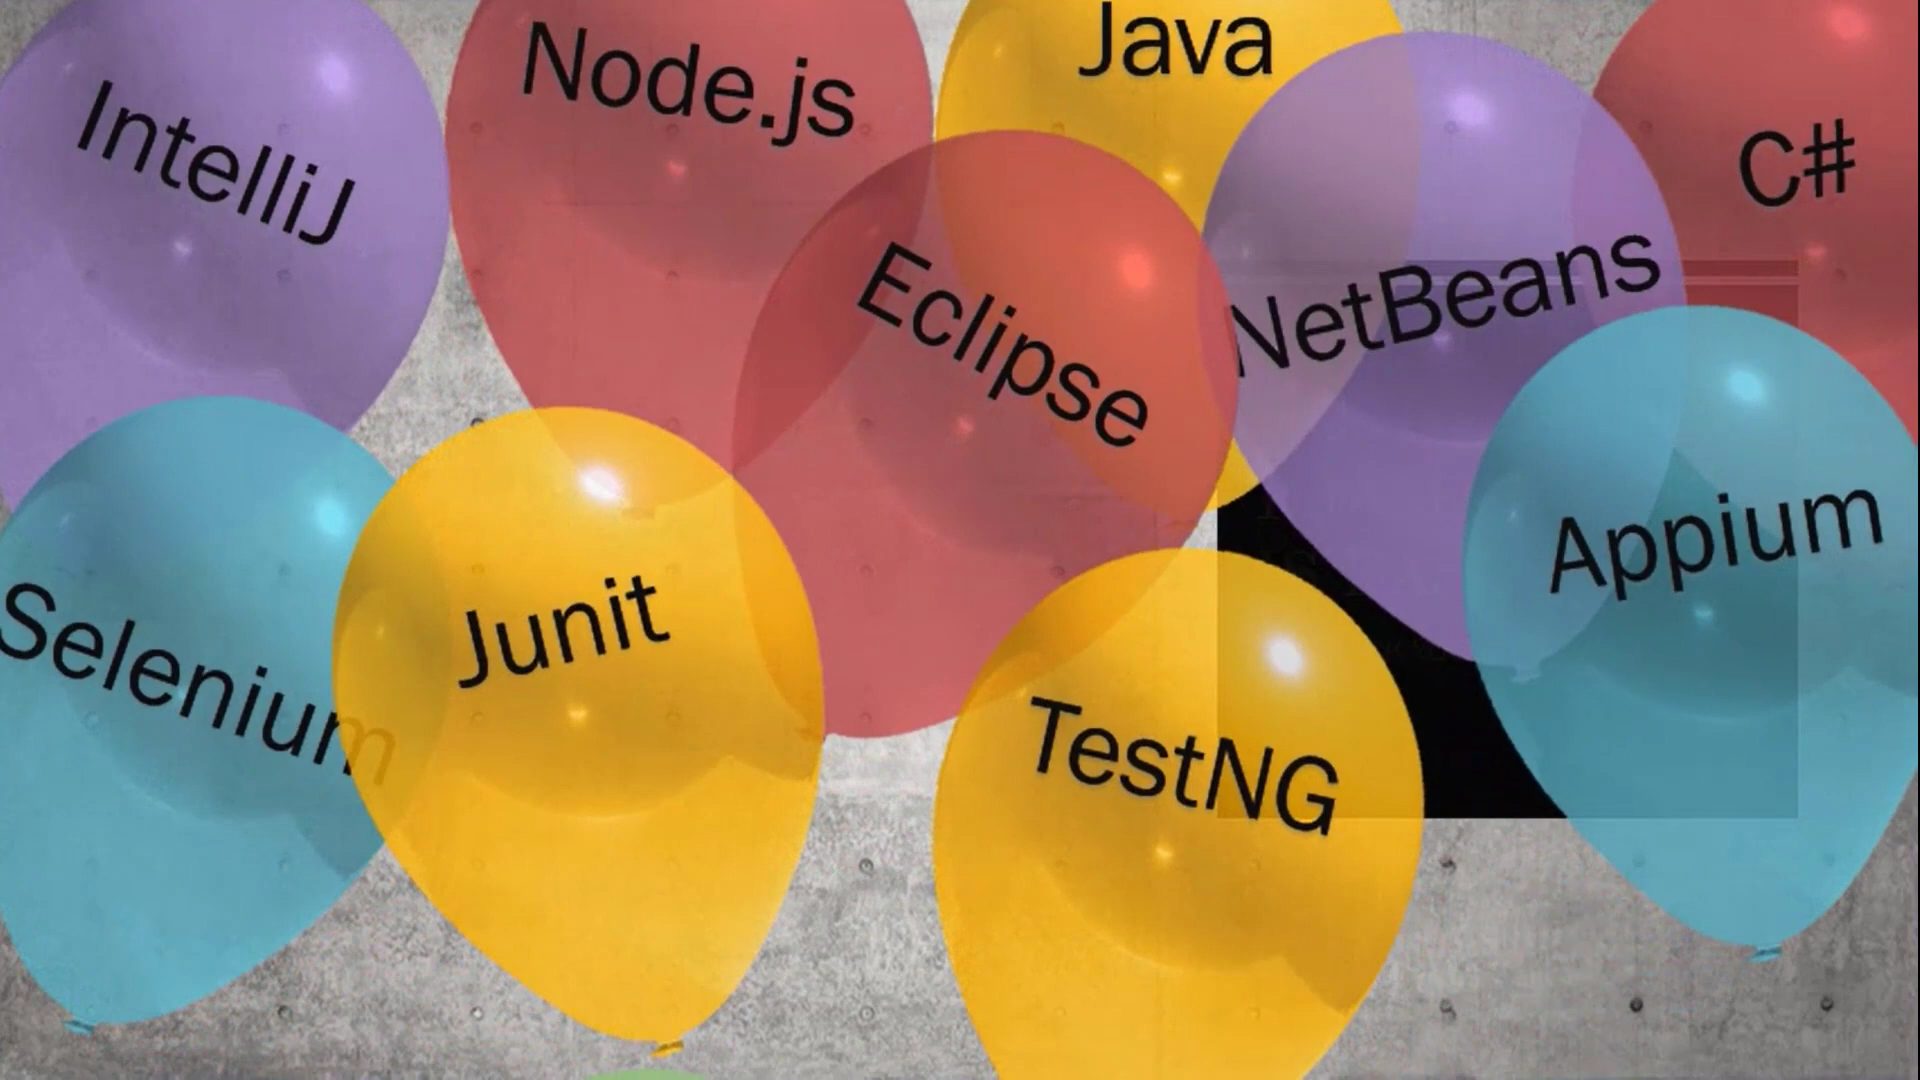 IntelliJ
Node.js
Java
C#
Eclipse
NetBeans
Selenium
Junit
TestNG
Appium